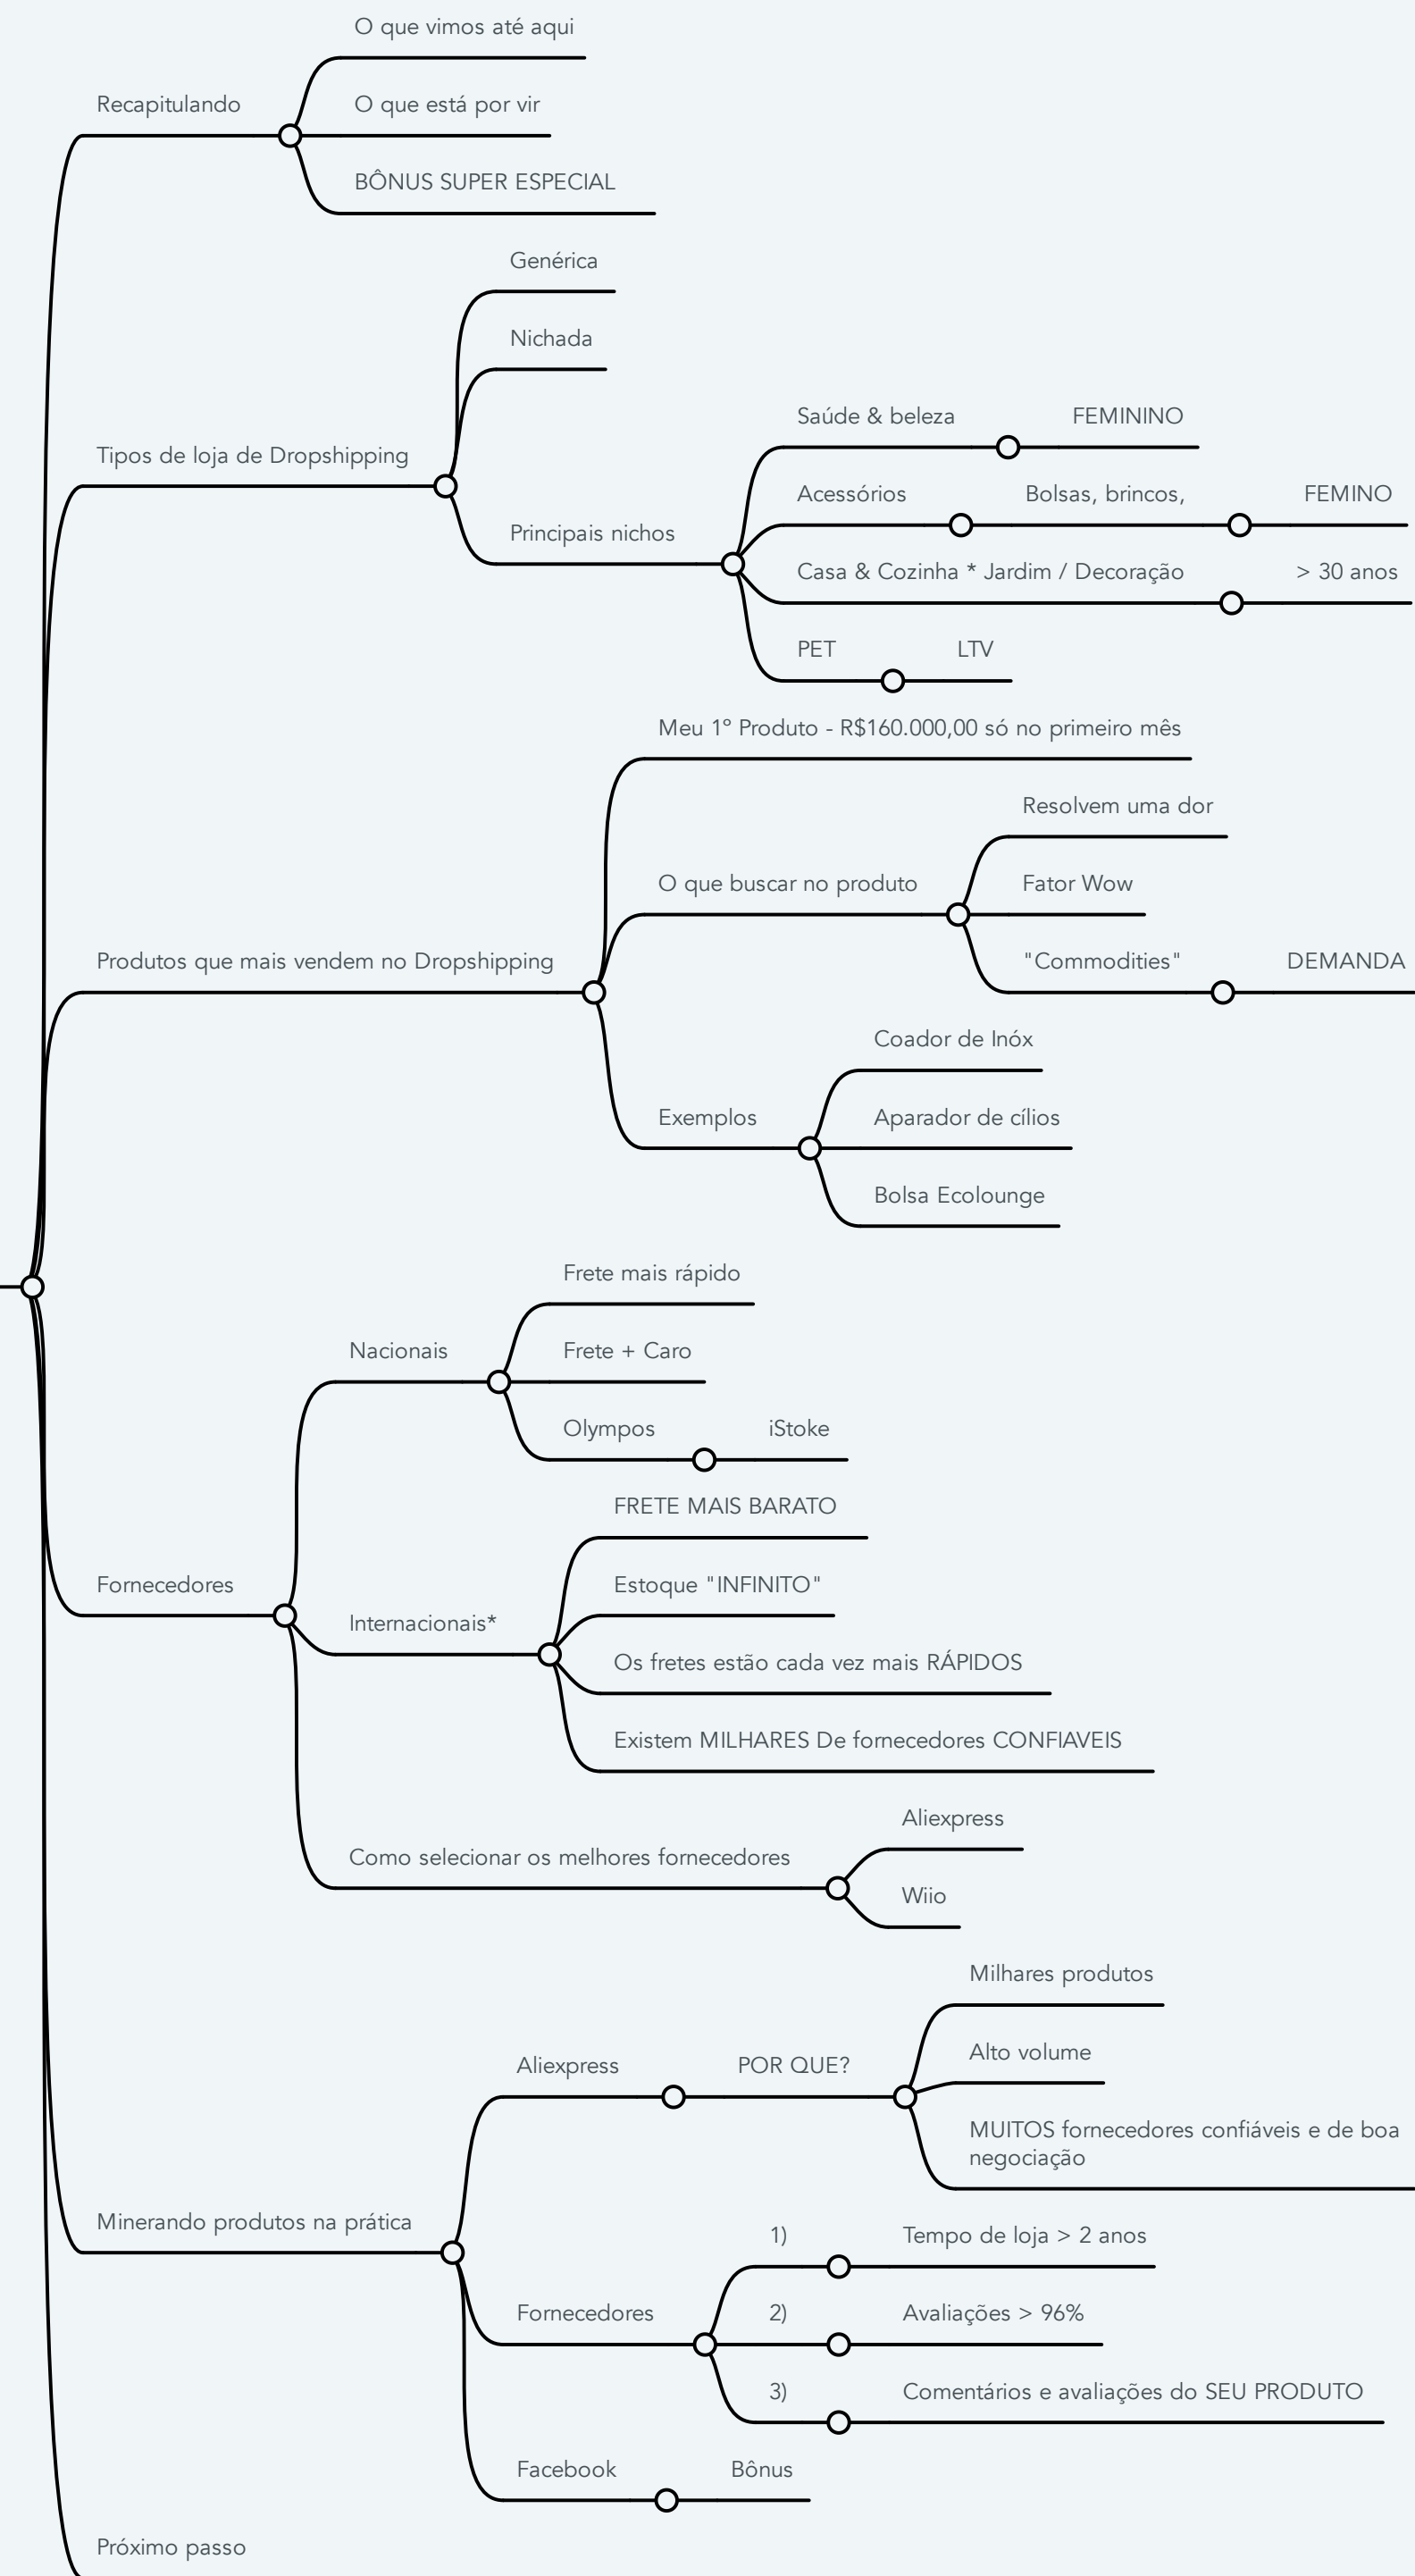 O que vimos até aqui
Recapitulando
O que está por vir
BÔNUS SUPER ESPECIAL
Genérica
Nichada
Tipos de loja de Dropshipping
Principais nichos
Saúde & beleza
FEMININO
Acessórios
Bolsas, brincos,
FEMINO
Casa & Cozinha * Jardim / Decoração
> 30 anos
PET
LTV
Meu 1º Produto - R$160.000,00 só no primeiro mês
Produtos que mais vendem no Dropshipping
O que buscar no produto
Resolvem uma dor
Fator Wow
"Commodities"
DEMANDA
Exemplos
Coador de Inóx
Aparador de cílios
Bolsa Ecolounge
Fornecedores
Nacionais
Frete mais rápido
Frete + Caro
Olympos
iStoke
Internacionais*
FRETE MAIS BARATO
Estoque "INFINITO"
Os fretes estão cada vez mais RÁPIDOS
Existem MILHARES De fornecedores CONFIAVEIS
Como selecionar os melhores fornecedores
Aliexpress
Wiio
Minerando produtos na prática
Aliexpress
POR QUE?
Milhares produtos
Alto volume
MUITOS fornecedores confiáveis e de boa
negociação
Fornecedores
1)
Tempo de loja > 2 anos
2)
Avaliações > 96%
3)
Comentários e avaliações do SEU PRODUTO
Facebook
Bônus
Próximo passo